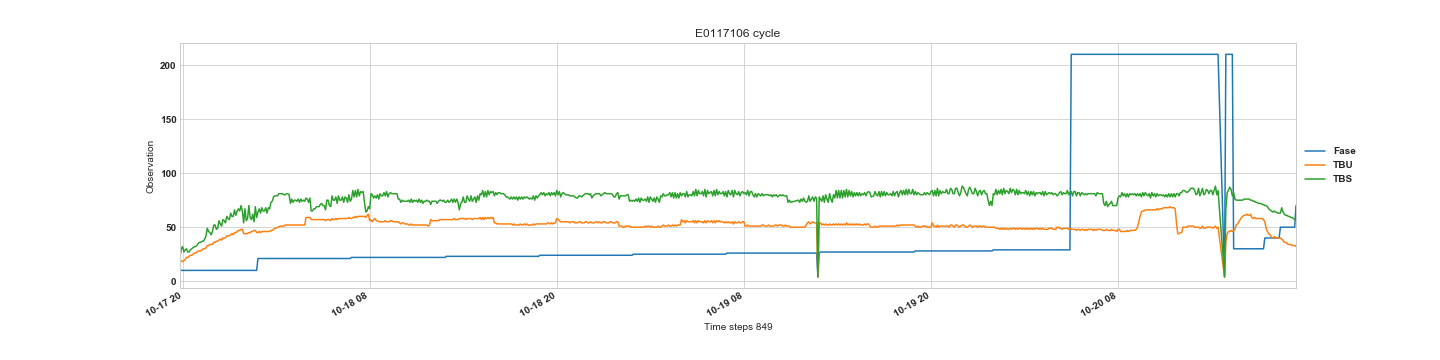 E0117106 cycle
Observation
200
150
100
50
0
10-17 20
10-18 08
10-18 20
10-19 08
10-19 20
10-20 08
Time steps 849
Fase
TBU
TBS